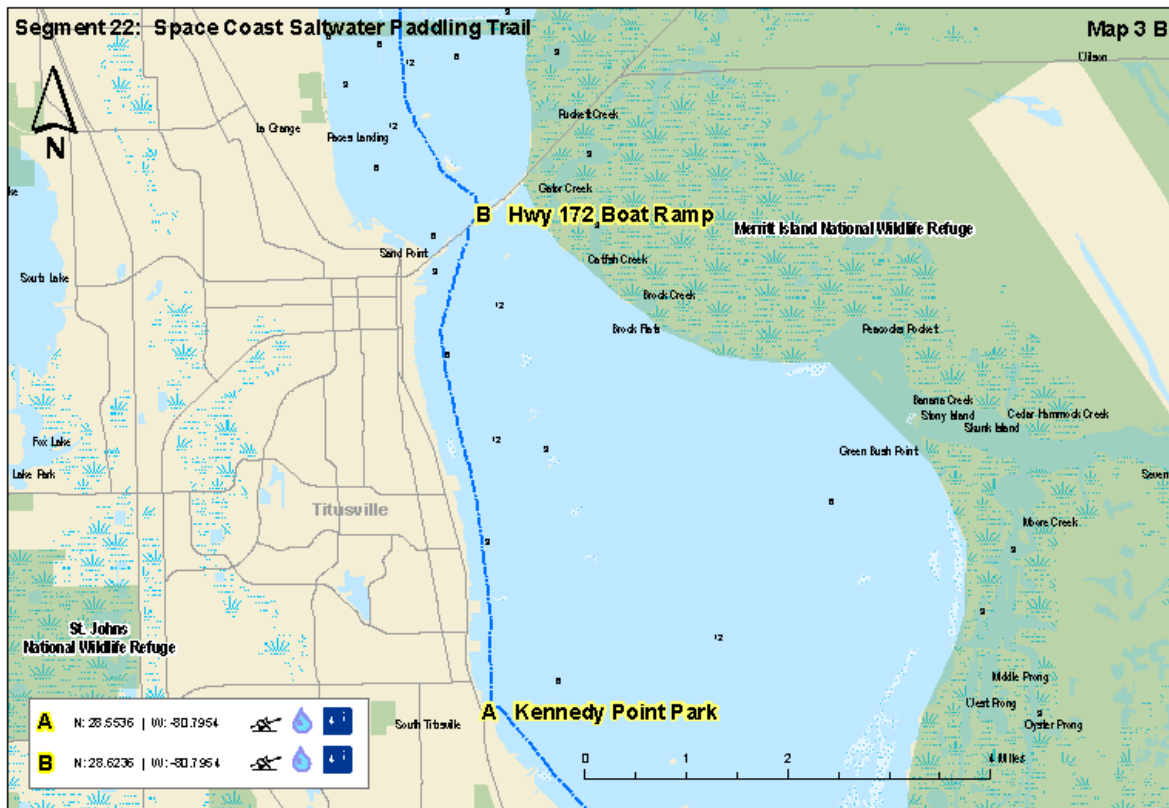 Segment 22: Space Coast Saltwater Paddling Trail
Map 3 B
Wilson
N
La Grange
Paces Landing
Puckett Creek
Gator Creek
B Hwy 172 Boat Ramp
Merritt Island National Wildlife Refuge
Sand Point
Catfish Creek
South Lake
Brock Creek
Brock Flats
Peacocks Pocket
Banana Creek
Stony Island
Cedar Hammock Creek
Skunk Island
Fox Lake
Lake Park
Green Bush Point
Titusville
Moore Creek
St. Johns
National Wildlife Refuge
Middle Prong
West Prong
Oyster Prong
A Kennedy Point Park
South Titusville
A N: 28.5536 | W: -80.7954
B N: 28.6236 | W: -80.7954
0 1 2 4 Miles